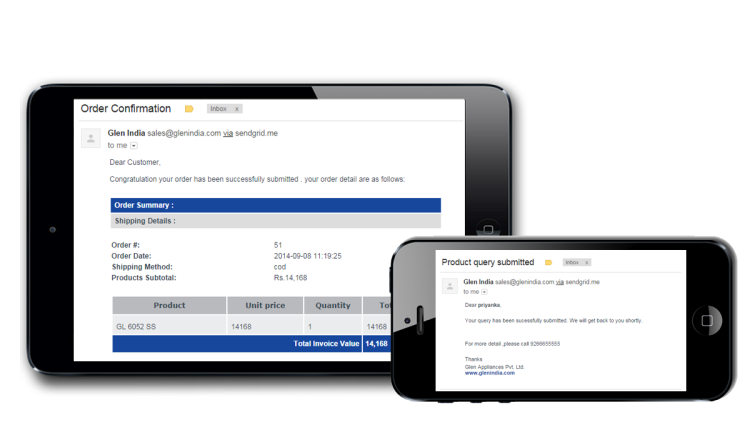 Order Confirmation
Inbox x
Glen India sales@glenindia.com via sendgrid.me
to me
Dear Customer,
Congratulation your order has been successfully submitted . your order detail are as follows:
Order Summary :
Shipping Details :
Order #: 51
Order Date: 2014-09-08 11:19:25
Shipping Method: cod
Products Subtotal: Rs.14,168
Product Unit price Quantity Tot
GL 6052 SS 14168 1 14168
Total Invoice Value 14,168
Product query submitted
Inbox x
Glen India sales@glenindia.com via sendgrid.me
to me
Dear priyanka,
Your query has been sucessfully submitted. We will get back to you shortly.
For more detail ,please call 9266655555
Thanks
Glen Appliances Pvt. Ltd.
www.glenindia.com